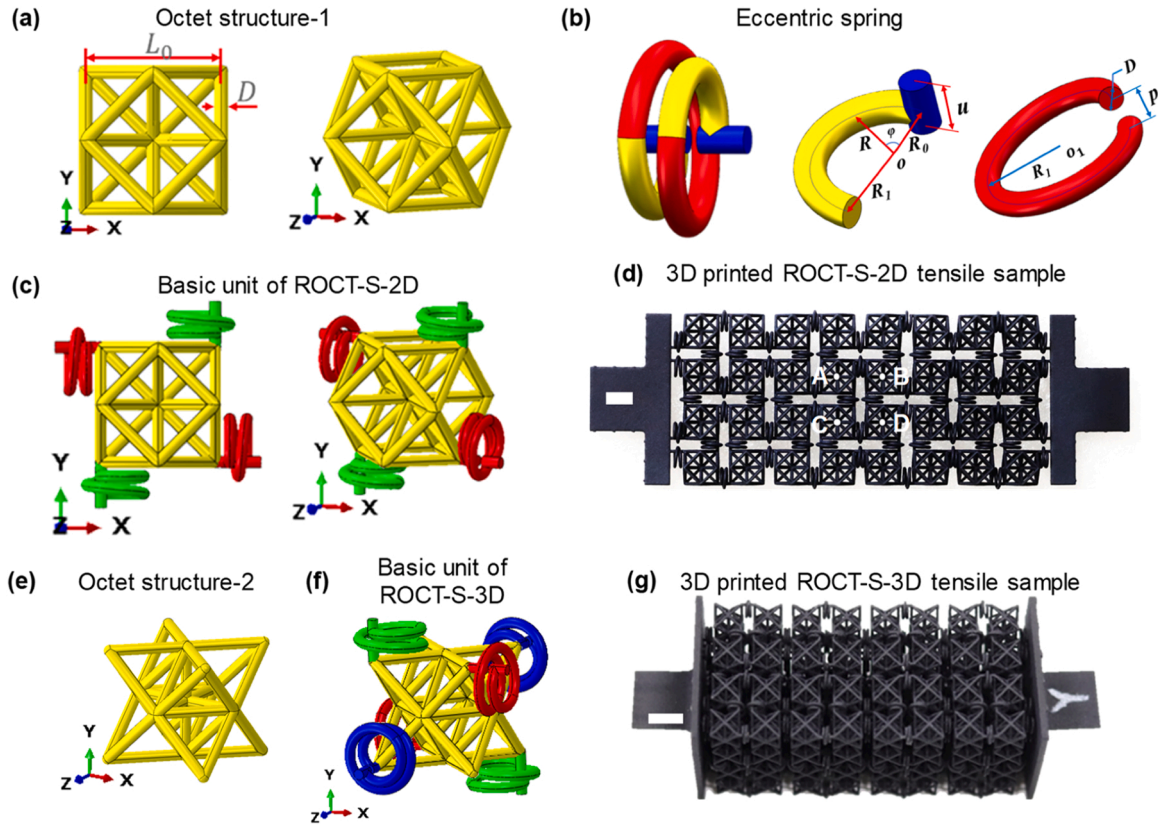 (a) Octet structure-1
L₀
D
Y
Z X
Y
Z X
(b) Eccentric spring
u
φ
R R₀
o
R₁
D
p
o₁
R₁
(c) Basic unit of ROCT-S-2D
Y
Z X
Y
Z X
(d) 3D printed ROCT-S-2D tensile sample
A B
C D
(e) Octet structure-2
Y
Z X
(f) Basic unit of
ROCT-S-3D
Y
Z X
(g) 3D printed ROCT-S-3D tensile sample
Y